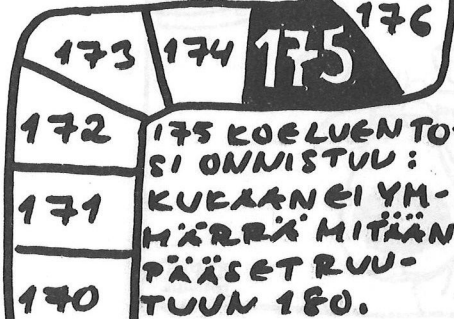 173 174 175 176
172
171
170
175 KOELUENTO-
SI ONNISTUU:
KUKAAN EI YM-
MÄRRÄ MITÄÄN
PÄÄSET RUU-
TUUN 180.